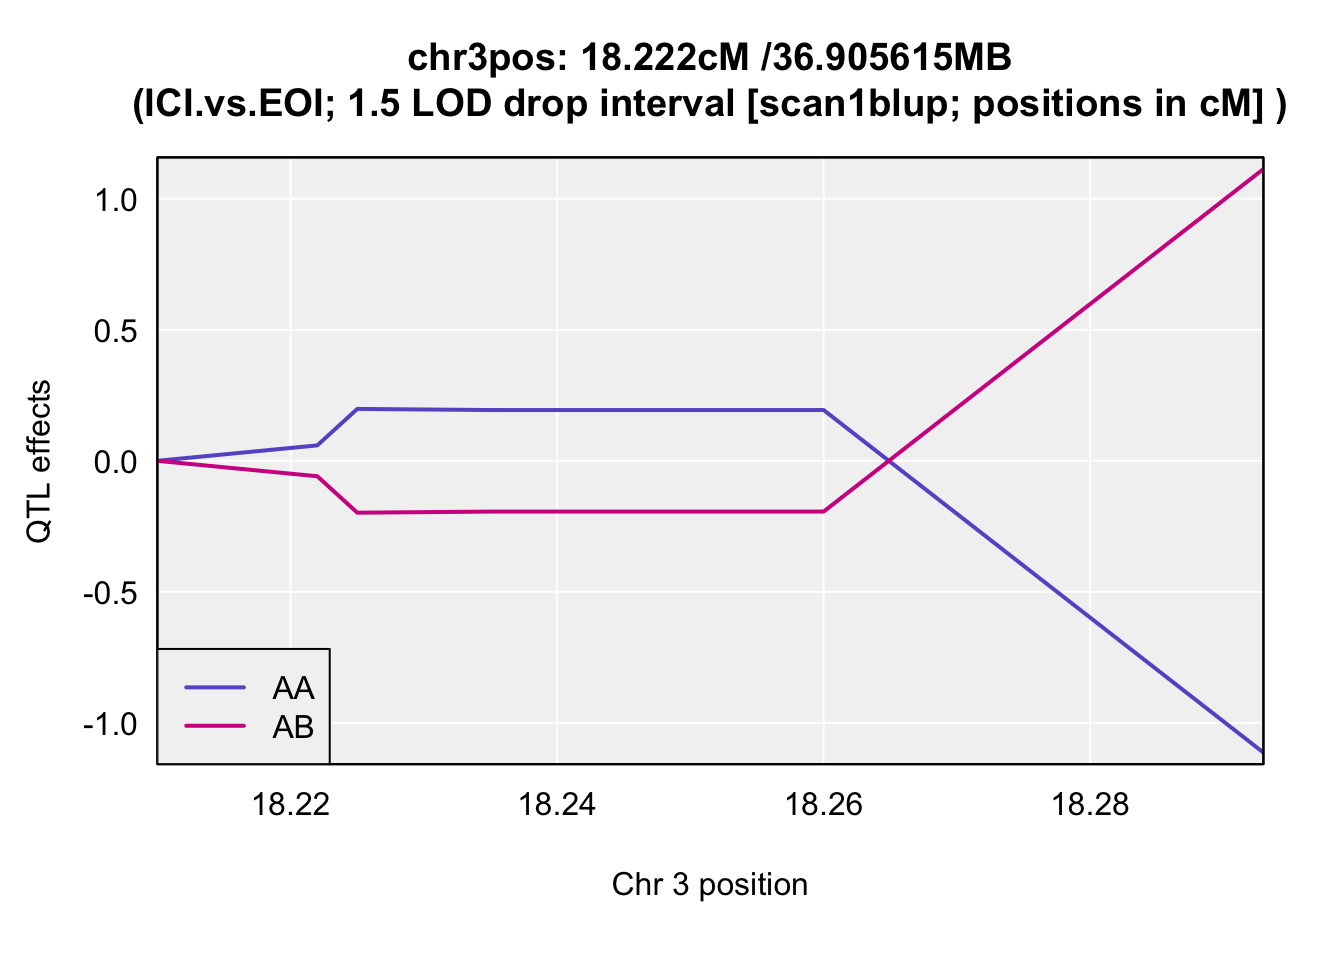 chr3pos: 18.222cM /36.905615MB
(ICI.vs.EOI; 1.5 LOD drop interval [scan1blup; positions in cM] )
QTL effects
1.0
0.5
0.0
-0.5
-1.0
AA
AB
18.22 18.24 18.26 18.28
Chr 3 position